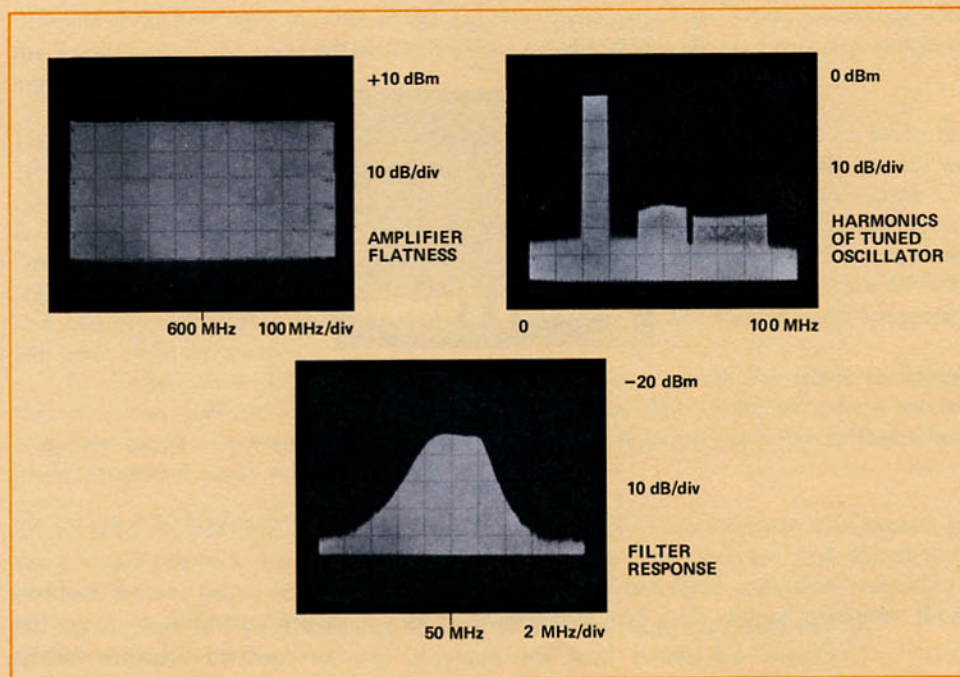 +10 dBm
10 dB/div
AMPLIFIER
FLATNESS
600 MHz 100 MHz/div
0 dBm
10 dB/div
HARMONICS
OF TUNED
OSCILLATOR
0 100 MHz
−20 dBm
10 dB/div
FILTER
RESPONSE
50 MHz 2 MHz/div